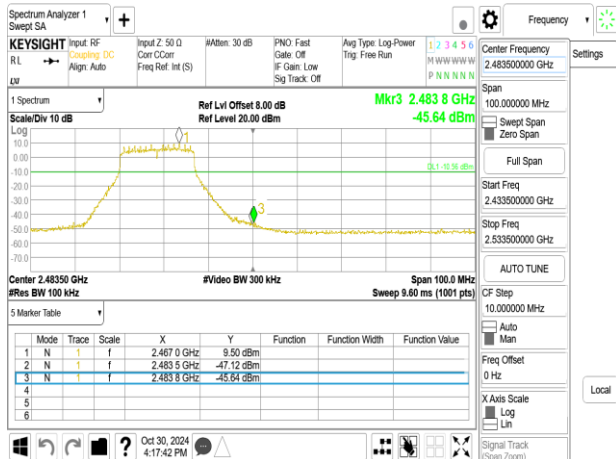 Spectrum Analyzer 1
Swept SA
Frequency
KEYSIGHT
RL
LXI
Input: RF
Coupling: DC
Align: Auto
Input Z: 50 Ω
Corr CCorr
Freq Ref: Int (S)
#Atten: 30 dB
PNO: Fast
Gate: Off
IF Gain: Low
Sig Track: Off
Avg Type: Log-Power
Trig: Free Run
1 2 3 4 5 6
M W W W W W
P N N N N N
1 Spectrum
Scale/Div 10 dB
Ref Lvl Offset 8.00 dB
Ref Level 20.00 dBm
Mkr3 2.483 8 GHz
-45.64 dBm
Log
10.0
0.00
-10.0
-20.0
-30.0
-40.0
-50.0
-60.0
-70.0
1
3
DL1 -10.56 dBm
Center 2.48350 GHz
#Res BW 100 kHz
#Video BW 300 kHz
Span 100.0 MHz
Sweep 9.60 ms (1001 pts)
5 Marker Table
Mode Trace Scale X Y Function Function Width Function Value
1 N 1 f 2.467 0 GHz 9.50 dBm
2 N 1 f 2.483 5 GHz -47.12 dBm
3 N 1 f 2.483 8 GHz -45.64 dBm
4
5
6
Oct 30, 2024
4:17:42 PM
Center Frequency
2.483500000 GHz
Settings
Span
100.000000 MHz
Swept Span
Zero Span
Full Span
Start Freq
2.433500000 GHz
Stop Freq
2.533500000 GHz
AUTO TUNE
CF Step
10.000000 MHz
Auto
Man
Freq Offset
0 Hz
X Axis Scale
Log
Lin
Local
Signal Track
(Span Zoom)